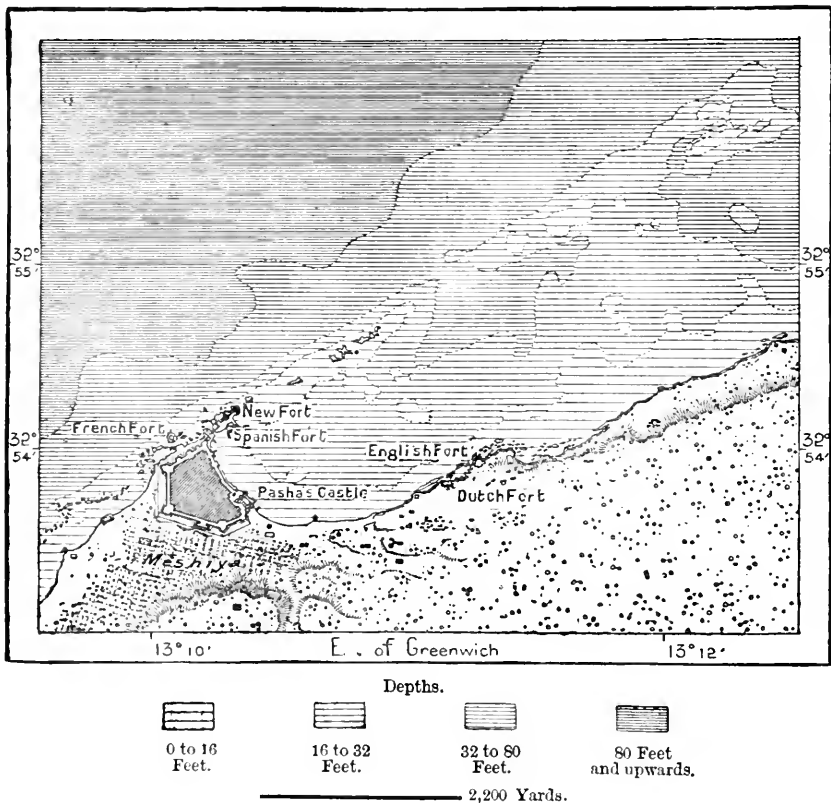 32°
55′
32°
55′
New Fort
French Fort
Spanish Fort
32°
54′
English Fort
32°
54′
Pasha's Castle
Dutch Fort
Meshiya
13°10′
E. of Greenwich
13°12′
Depths.
0 to 16
Feet.
16 to 32
Feet.
32 to 80
Feet.
80 Feet
and upwards.
2,200 Yards.